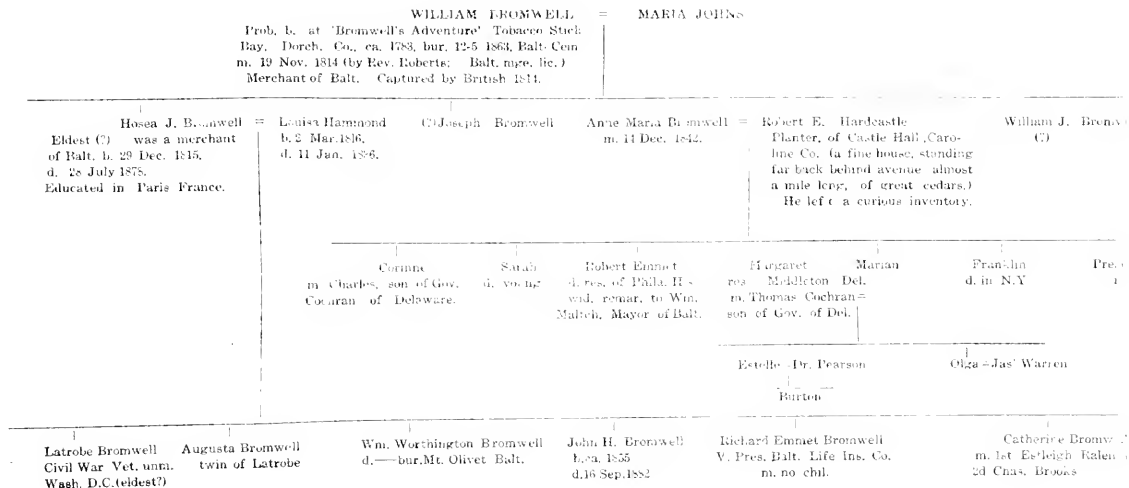 WILLIAM BROMWELL = MARIA JOHNS
Prob. b. at 'Bromwell's Adventure' Tobacco Stick
Bay, Dorch. Co., ca. 1783, bur. 12-5 1863, Balt. Cem
m. 19 Nov. 1814 (by Rev. Roberts; Balt. mge. lic.)
Merchant of Balt. Captured by British 1814.
Hosea J. Bromwell =
Eldest (?) was a merchant
of Balt. b. 29 Dec. 1815,
d. 28 July 1878.
Educated in Paris France.
Louisa Hammond
b. 2 Mar. 1816,
d. 11 Jan.
(?) Joseph Bromwell
Anne Maria Bromwell =
m. 14 Dec. 1842.
Robert E. Hardcastle
Planter, of Castle Hall, Caro-
line Co. (a fine house, standing
far back behind avenue almost
a mile long, of great cedars.)
He left a curious inventory.
William J.
(?)
Corinne
m Charles, son of Gov.
Cochran of Delaware.
Sarah
d. young
Robert Emmet
d. res. of Phila. His
wid. remar. to Wm.
Malteh, Mayor of Balt.
Margaret
res Middleton Del.
m. Thomas Cochran=
son of Gov. of Del.
Marian
Franklin
d. in N.Y
Estelle =Dr. Pearson
Olga =Jas' Warren
Burton
Latrobe Bromwell
Civil War Vet. unm.
Wash. D.C.(eldest?)
Augusta Bromwell
twin of Latrobe
Wm. Worthington Bromwell
d.—bur. Mt. Olivet Balt.
John H. Bromwell
b.ca. 1855
d.16 Sep.1882
Richard Emmet Bromwell
V. Pres. Balt. Life Ins. Co.
m. no chil.
Catherine
m. 1st Estleigh
2d Chas. Brooks